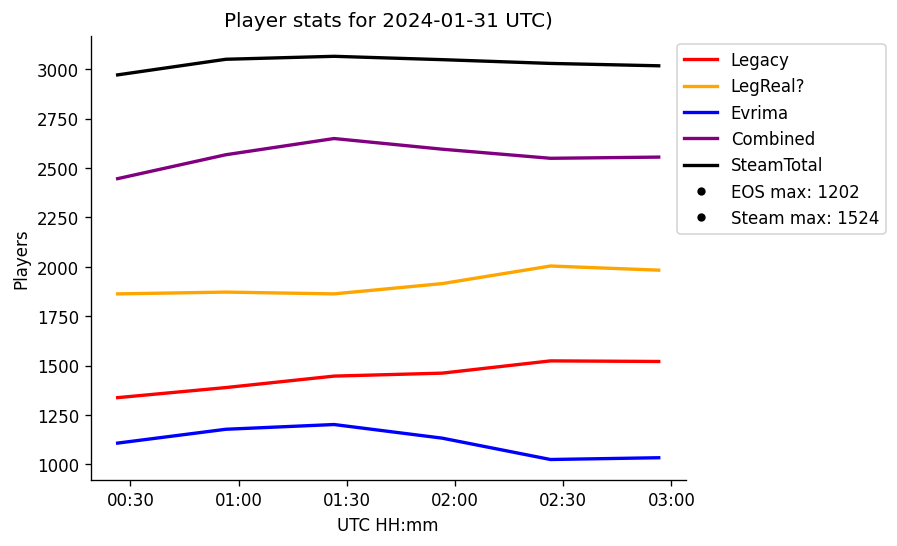 Player stats for 2024-01-31 UTC)
Players
3000
2750
2500
2250
2000
1750
1500
1250
1000
00:30 01:00 01:30 02:00 02:30 03:00
UTC HH:mm
Legacy
LegReal?
Evrima
Combined
SteamTotal
EOS max: 1202
Steam max: 1524